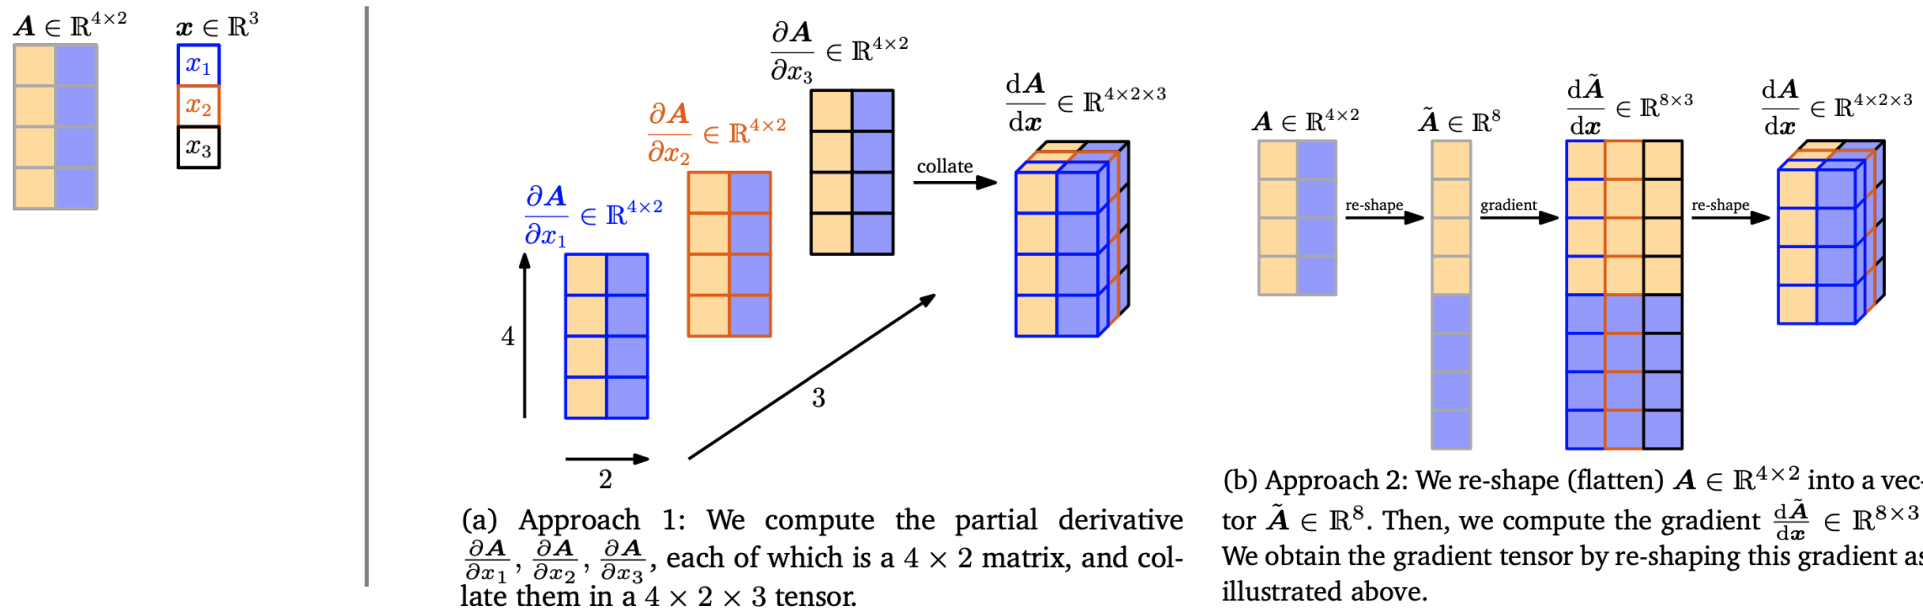 A ∈ ℝ^{4×2}
x ∈ ℝ^3
x_1
x_2
x_3
∂A/∂x_1 ∈ ℝ^{4×2}
∂A/∂x_2 ∈ ℝ^{4×2}
∂A/∂x_3 ∈ ℝ^{4×2}
collate
dA/dx ∈ ℝ^{4×2×3}
4
2
3
(a) Approach 1: We compute the partial derivative
∂A/∂x_1, ∂A/∂x_2, ∂A/∂x_3, each of which is a 4 × 2 matrix, and col-
late them in a 4 × 2 × 3 tensor.
A ∈ ℝ^{4×2}
re-shape
Ã ∈ ℝ^8
gradient
dÃ/dx ∈ ℝ^{8×3}
re-shape
dA/dx ∈ ℝ^{4×2×3}
(b) Approach 2: We re-shape (flatten) A ∈ ℝ^{4×2} into a vec-
tor Ã ∈ ℝ^8. Then, we compute the gradient dÃ/dx ∈ ℝ^{8×3}
We obtain the gradient tensor by re-shaping this gradient as
illustrated above.